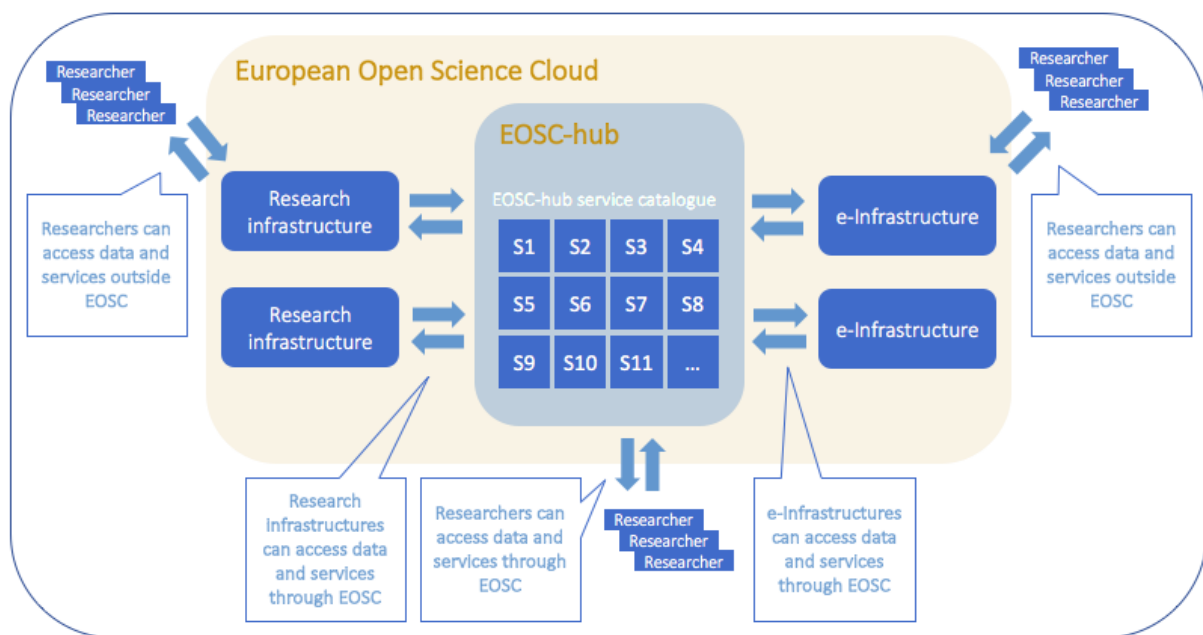 European Open Science Cloud
Researcher
Researcher
Researcher
Researcher
Researcher
Researcher
EOSC-hub
Research
infrastructure
EOSC-hub service catalogue
e-Infrastructure
Researchers can
access data and
services outside
EOSC
S1 S2 S3 S4
Researchers can
access data and
services outside
EOSC
Research
infrastructure
S5 S6 S7 S8
e-Infrastructure
S9 S10 S11 ...
Research
infrastructures
can access data
and services
through EOSC
Researchers can
access data and
services through
EOSC
Researcher
Researcher
Researcher
e-Infrastructures
can access data
and services
through EOSC